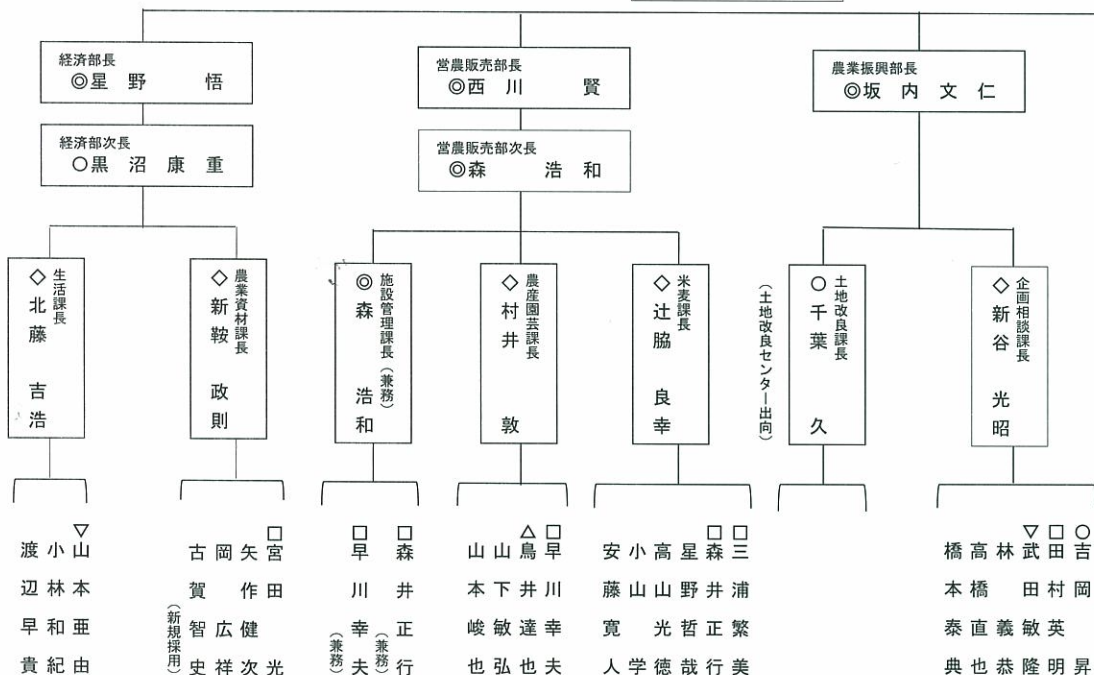 経済部長
◎星野 悟
営農販売部長
◎西川 賢
農業振興部長
◎坂内文仁
経済部次長
○黒沼康重
営農販売部次長
◎森 浩和
生活課長
◇北藤 吉浩
農業資材課長
◇新鞍 政則
施設管理課長(兼務)
◎森 浩和
農産園芸課長
◇村井 敦
米麦課長
◇辻脇 良幸
土地改良課長
○千葉 久
(土地改良センター出向)
企画相談課長
◇新谷 光昭
▽山本亜由
小林和紀
渡辺早貴
□宮田 光
矢作健次
岡 広祥
古賀智史
(新規採用)
□森井正行
(兼務)
□早川幸夫
(兼務)
□早川幸夫
△鳥井達也
山下敏弘
山本峻也
□三浦繁美
□森井正行
星野哲哉
高山光徳
小山 学
安藤寛人
○吉岡 昇
□田村英明
▽武田敏隆
林 義恭
高橋直也
橋本泰典